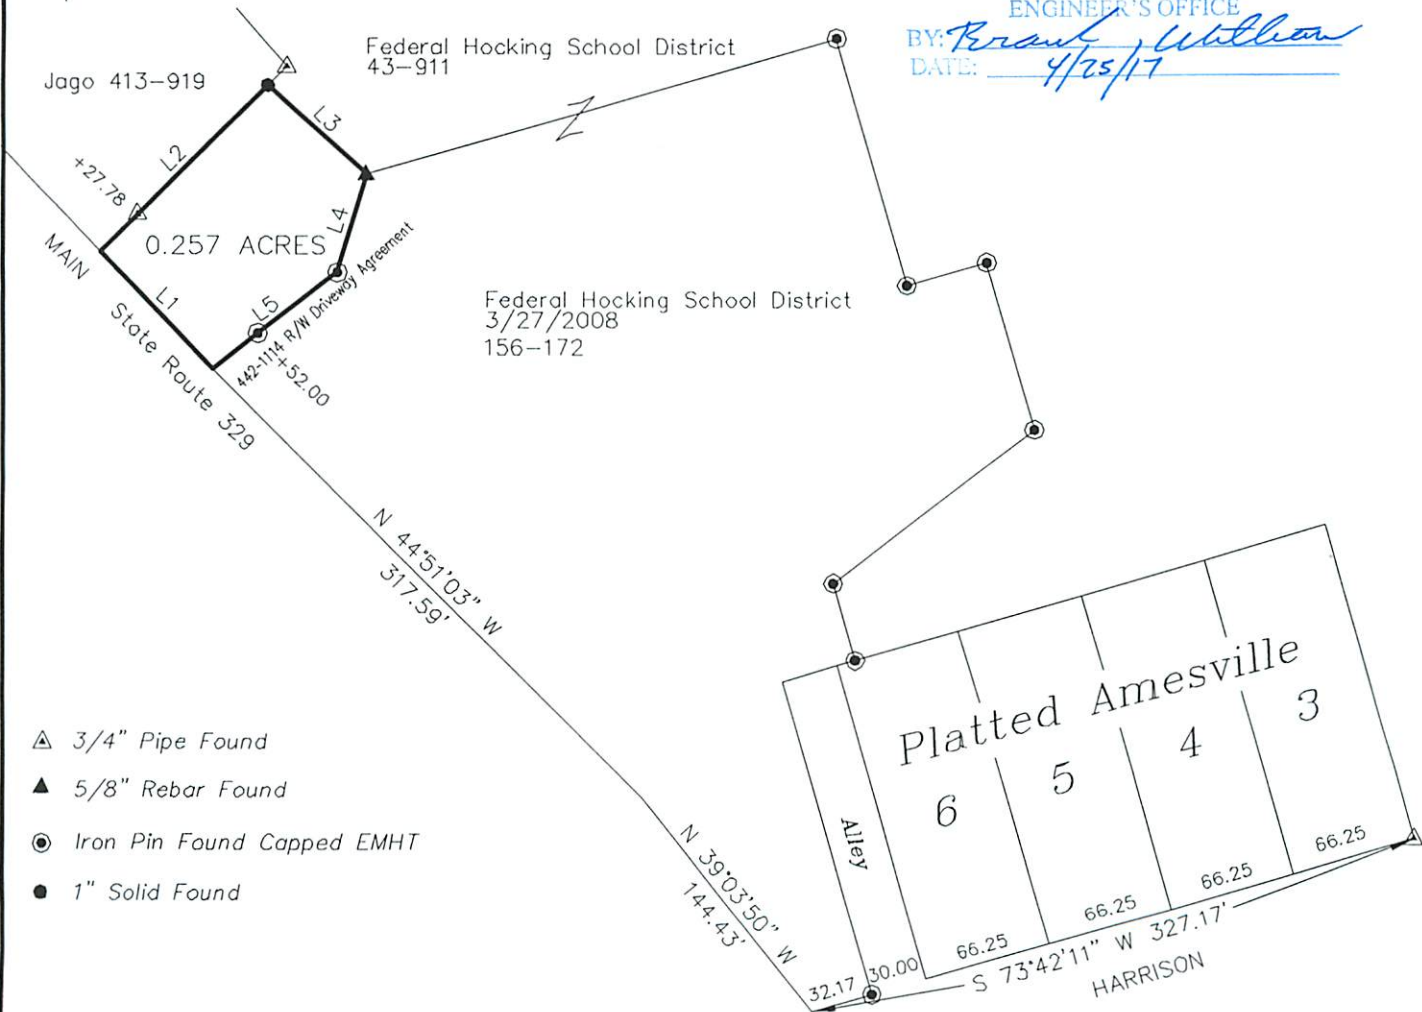 ENGINEER'S OFFICE
BY:
DATE: 4/25/17
Federal Hocking School District
43-911
Jago 413-919
L3
L2
+27.78
L4
0.257 ACRES
MAIN
L1
L5
442-1114 R/W Driveway Agreement
+52.00
State Route 329
Federal Hocking School District
3/27/2008
156-172
N 44°51'03" W
317.59'
Platted Amesville
3
4
5
6
Alley
3/4" Pipe Found
5/8" Rebar Found
Iron Pin Found Capped EMHT
1" Solid Found
N 39°03'50" W
144.43'
66.25
66.25
66.25
66.25
30.00
32.17
S 73°42'11" W 327.17'
HARRISON